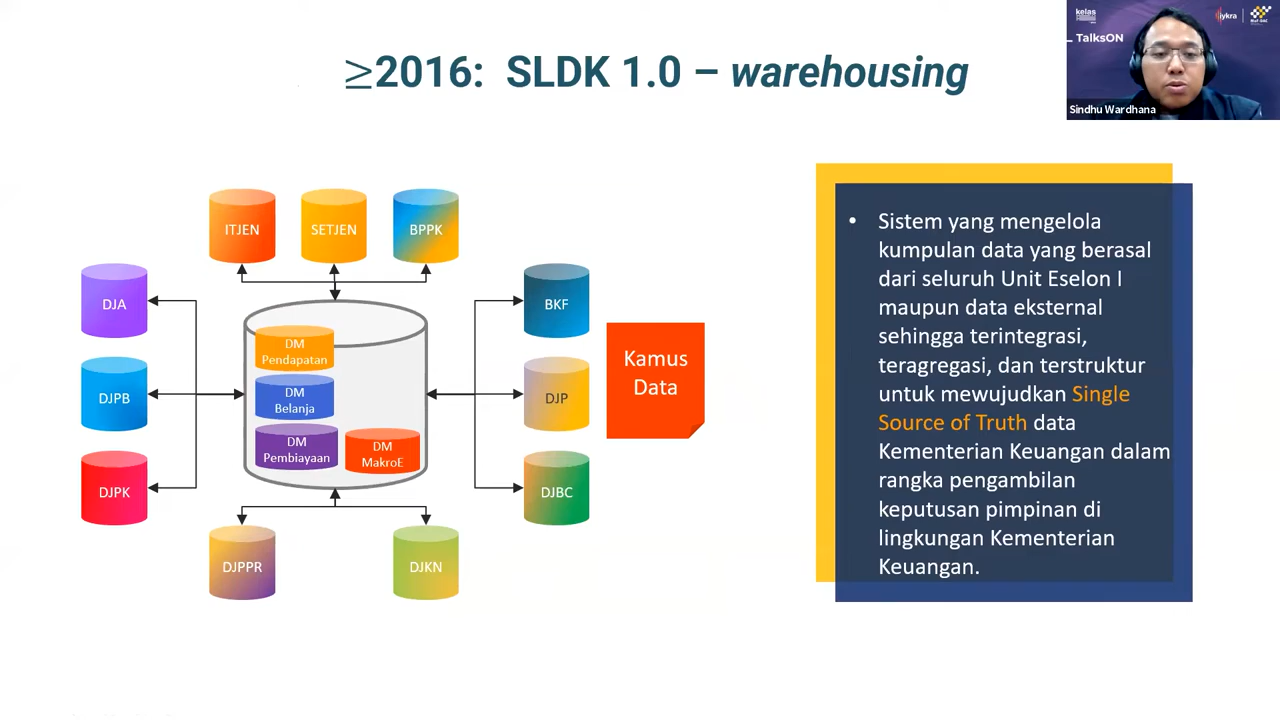 ≥2016: SLDK 1.0 – warehousing
kelas
iykra
TalksON
Sindhu Wardhana
ITJEN
SETJEN
BPPK
DJA
DJPB
DJPK
DM
Pendapatan
DM
Belanja
DM
Pembiayaan
DM
MakroE
BKF
DJP
DJBC
DJPPR
DJKN
Kamus
Data
• Sistem yang mengelola
kumpulan data yang berasal
dari seluruh Unit Eselon I
maupun data eksternal
sehingga terintegrasi,
teragregasi, dan terstruktur
untuk mewujudkan Single
Source of Truth data
Kementerian Keuangan dalam
rangka pengambilan
keputusan pimpinan di
lingkungan Kementerian
Keuangan.